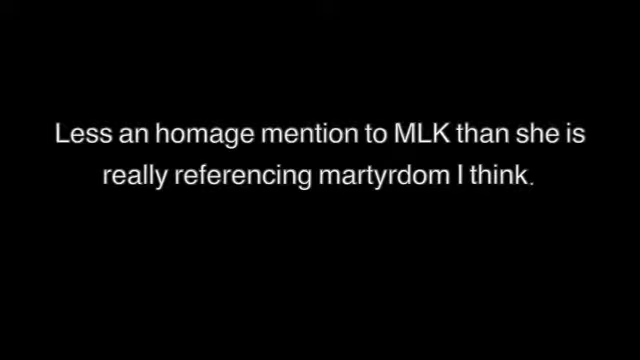 Less an homage mention to MLK than she is
really referencing martyrdom I think.